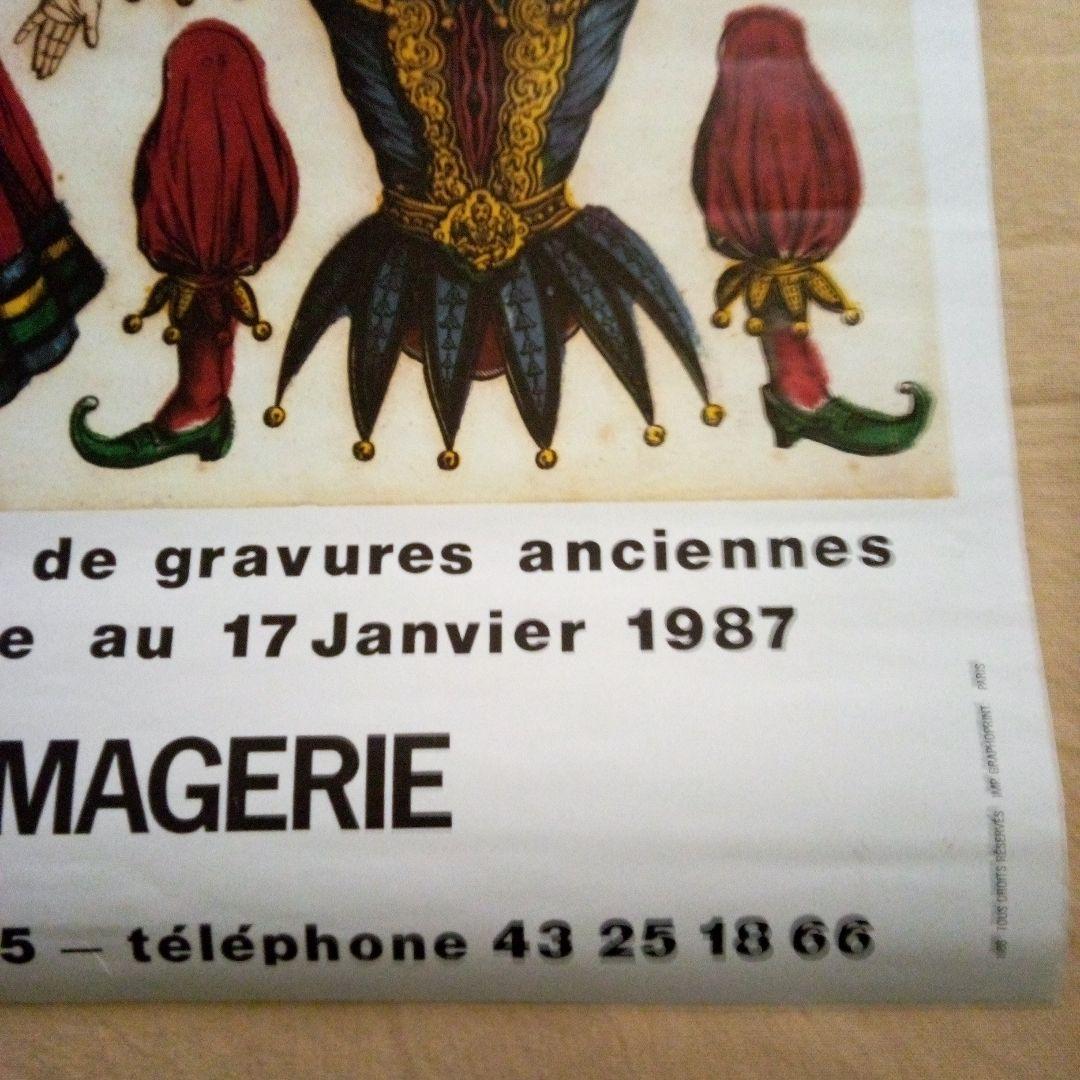 de gravures anciennes
e au 17 Janvier 1987
MAGERIE
5 — téléphone 43 25 18 66
TOUS DROITS RÉSERVÉS IMP GRAPHOPRINT PARIS